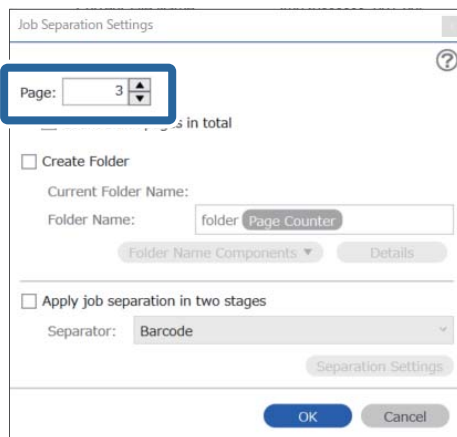 Job Separation Settings
?
Page: 3
pages in total
Create Folder
Current Folder Name:
Folder Name: folder Page Counter
Folder Name Components ▼ Details
Apply job separation in two stages
Separator: Barcode
Separation Settings
OK Cancel